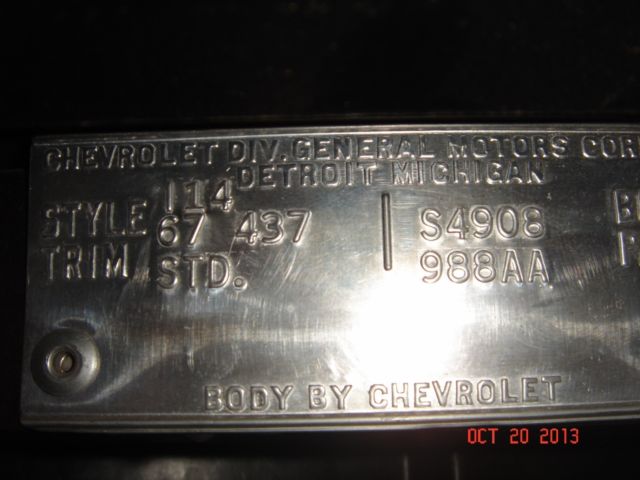 CHEVROLET DIV. GENERAL MOTORS COR
DETROIT MICHIGAN
114
STYLE 67 437 | S4908 B
TRIM STD. 988AA
BODY BY CHEVROLET
OCT 20 2013